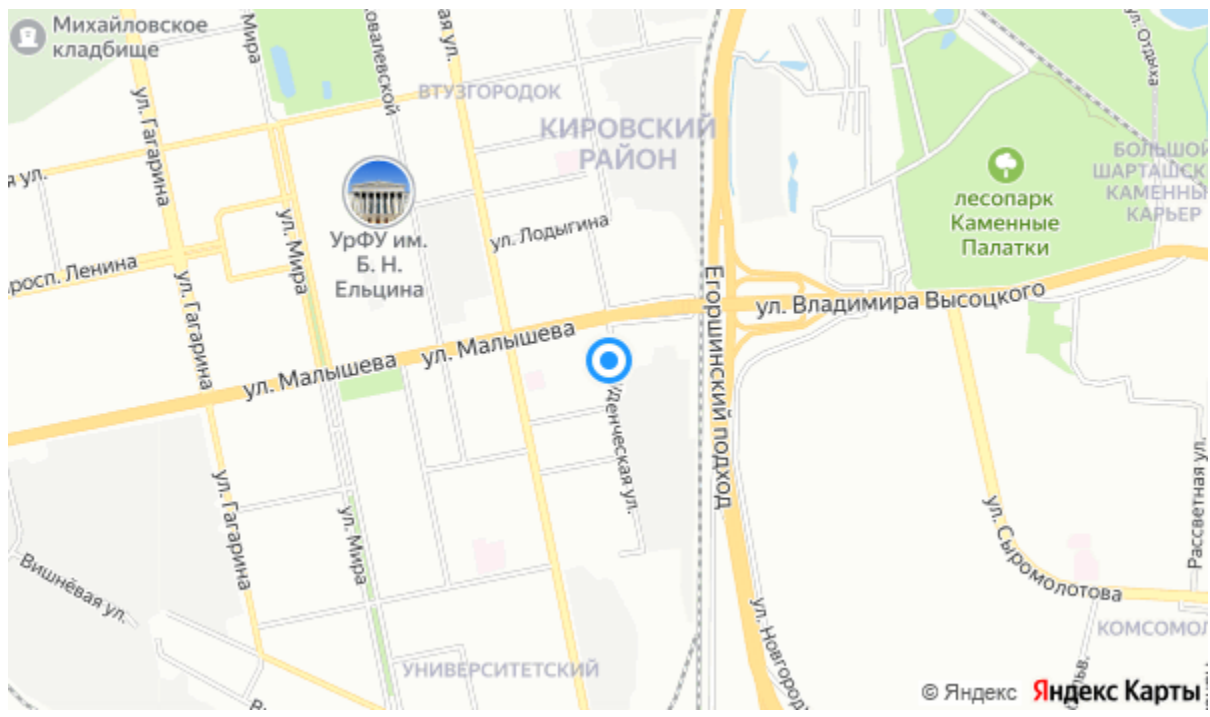 Михайловское
кладбище
ул. Гагарина
Мира
овалевской
ая ул.
ВТУЗГОРОДОК
КИРОВСКИЙ
РАЙОН
ул. Отдыха
БОЛЬШОЙ
ШАРТАШСК
КАМЕННЫ
КАРЬЕР
лесопарк
Каменные
Палатки
я ул.
УрФУ им.
Б. Н.
Ельцина
ул. Мира
ул. Лодыгина
росп. Ленина
ул. Гагарина
Егоршинский подход
ул. Владимира Высоцкого
ул. Малышева
ул. Малышева
уденческая ул.
ул. Гагарина
ул. Мира
ул. Сыромолотова
Рассветная ул.
Вишнёвая ул.
КОМСОМОЛ
УНИВЕРСИТЕТСКИЙ
ул. Новгород
© Яндекс
Яндекс Карты